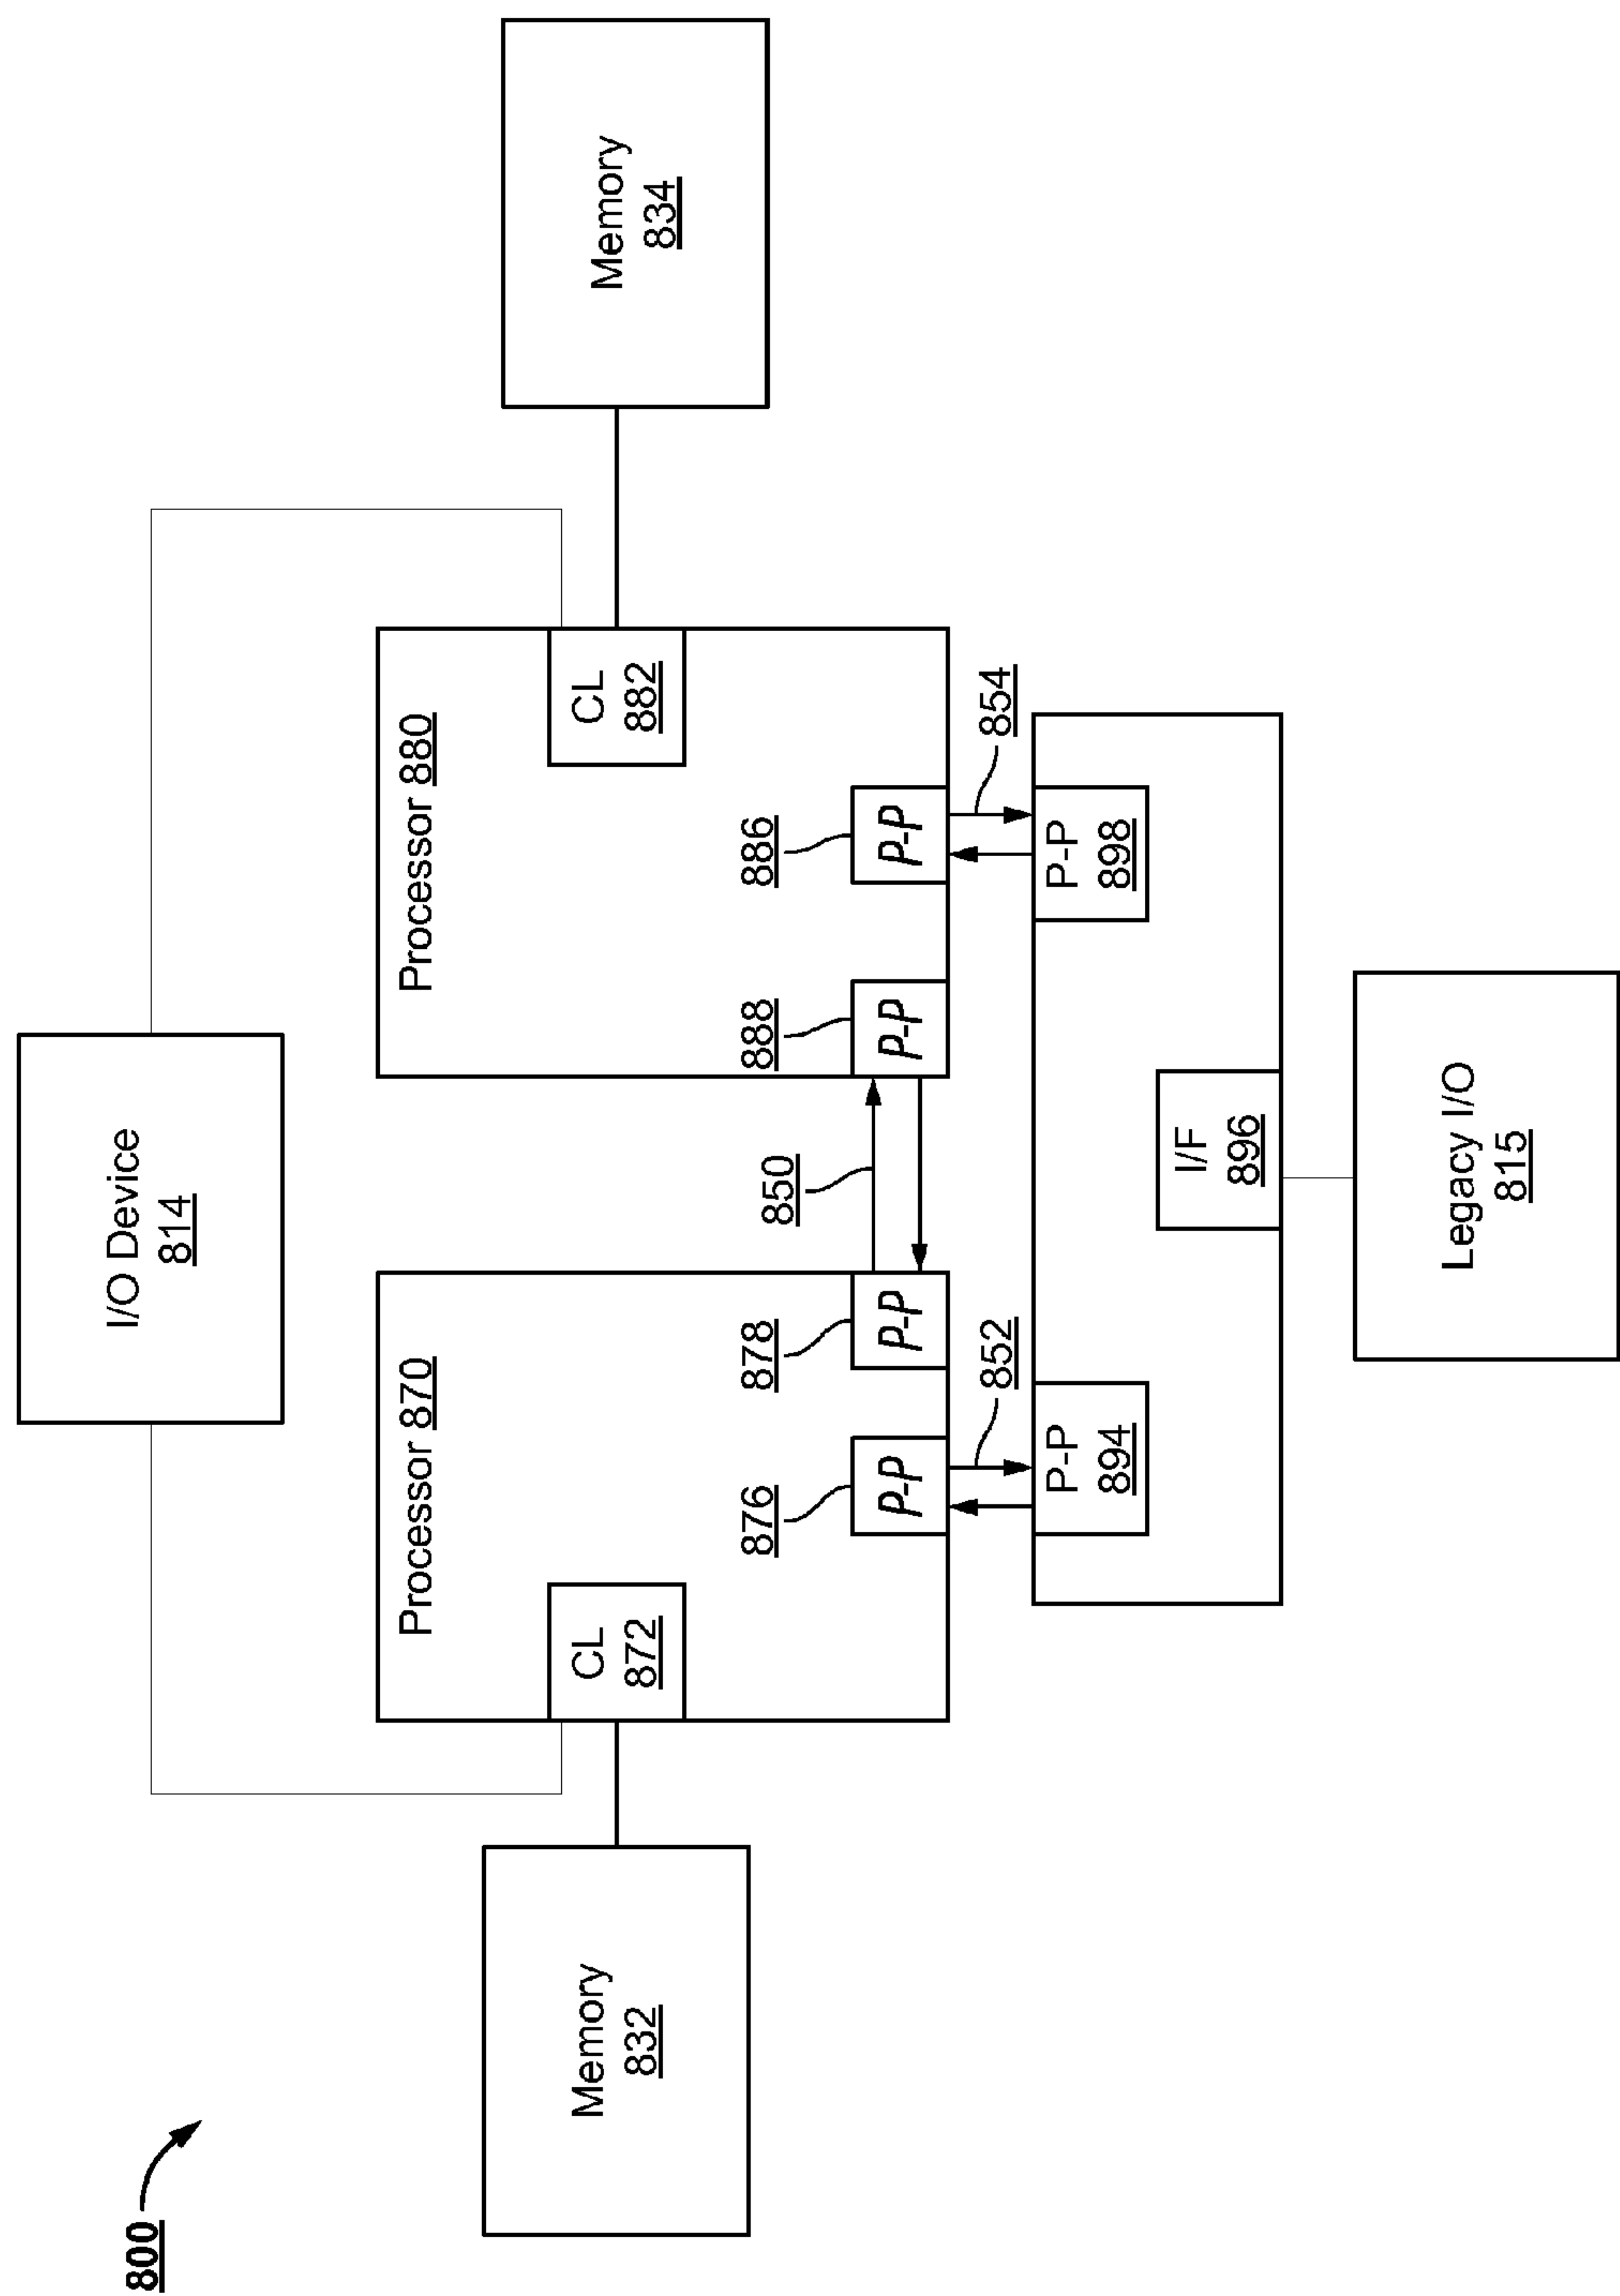 800
I/O Device
814
Processor 870
Processor 880
CL
872
CL
882
Memory
832
Memory
834
876
878
850
888
886
P-P
P-P
P-P
P-P
852
854
P-P
894
P-P
898
I/F
896
Legacy I/O
815